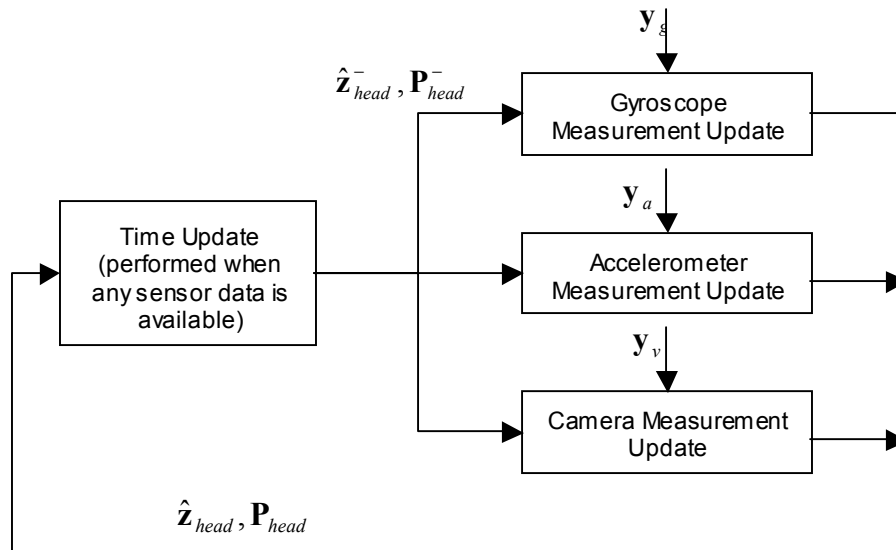 y_g
ẑ⁻_head , P⁻_head
Gyroscope
Measurement Update
y_a
Time Update
(performed when
any sensor data is
available)
Accelerometer
Measurement Update
y_v
Camera Measurement
Update
ẑ_head , P_head